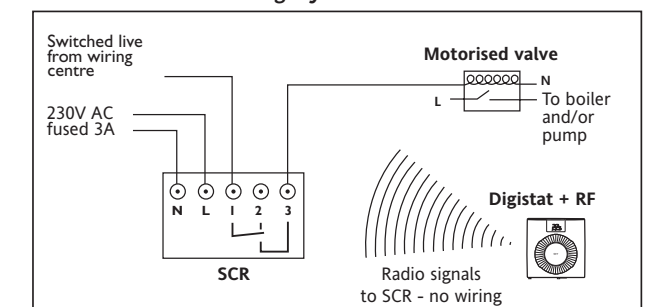 Switched live
from wiring
centre
230V AC
fused 3A
Motorised valve
N
L
To boiler
and/or
pump
N L 1 2 3
SCR
Digistat + RF
Radio signals
to SCR - no wiring